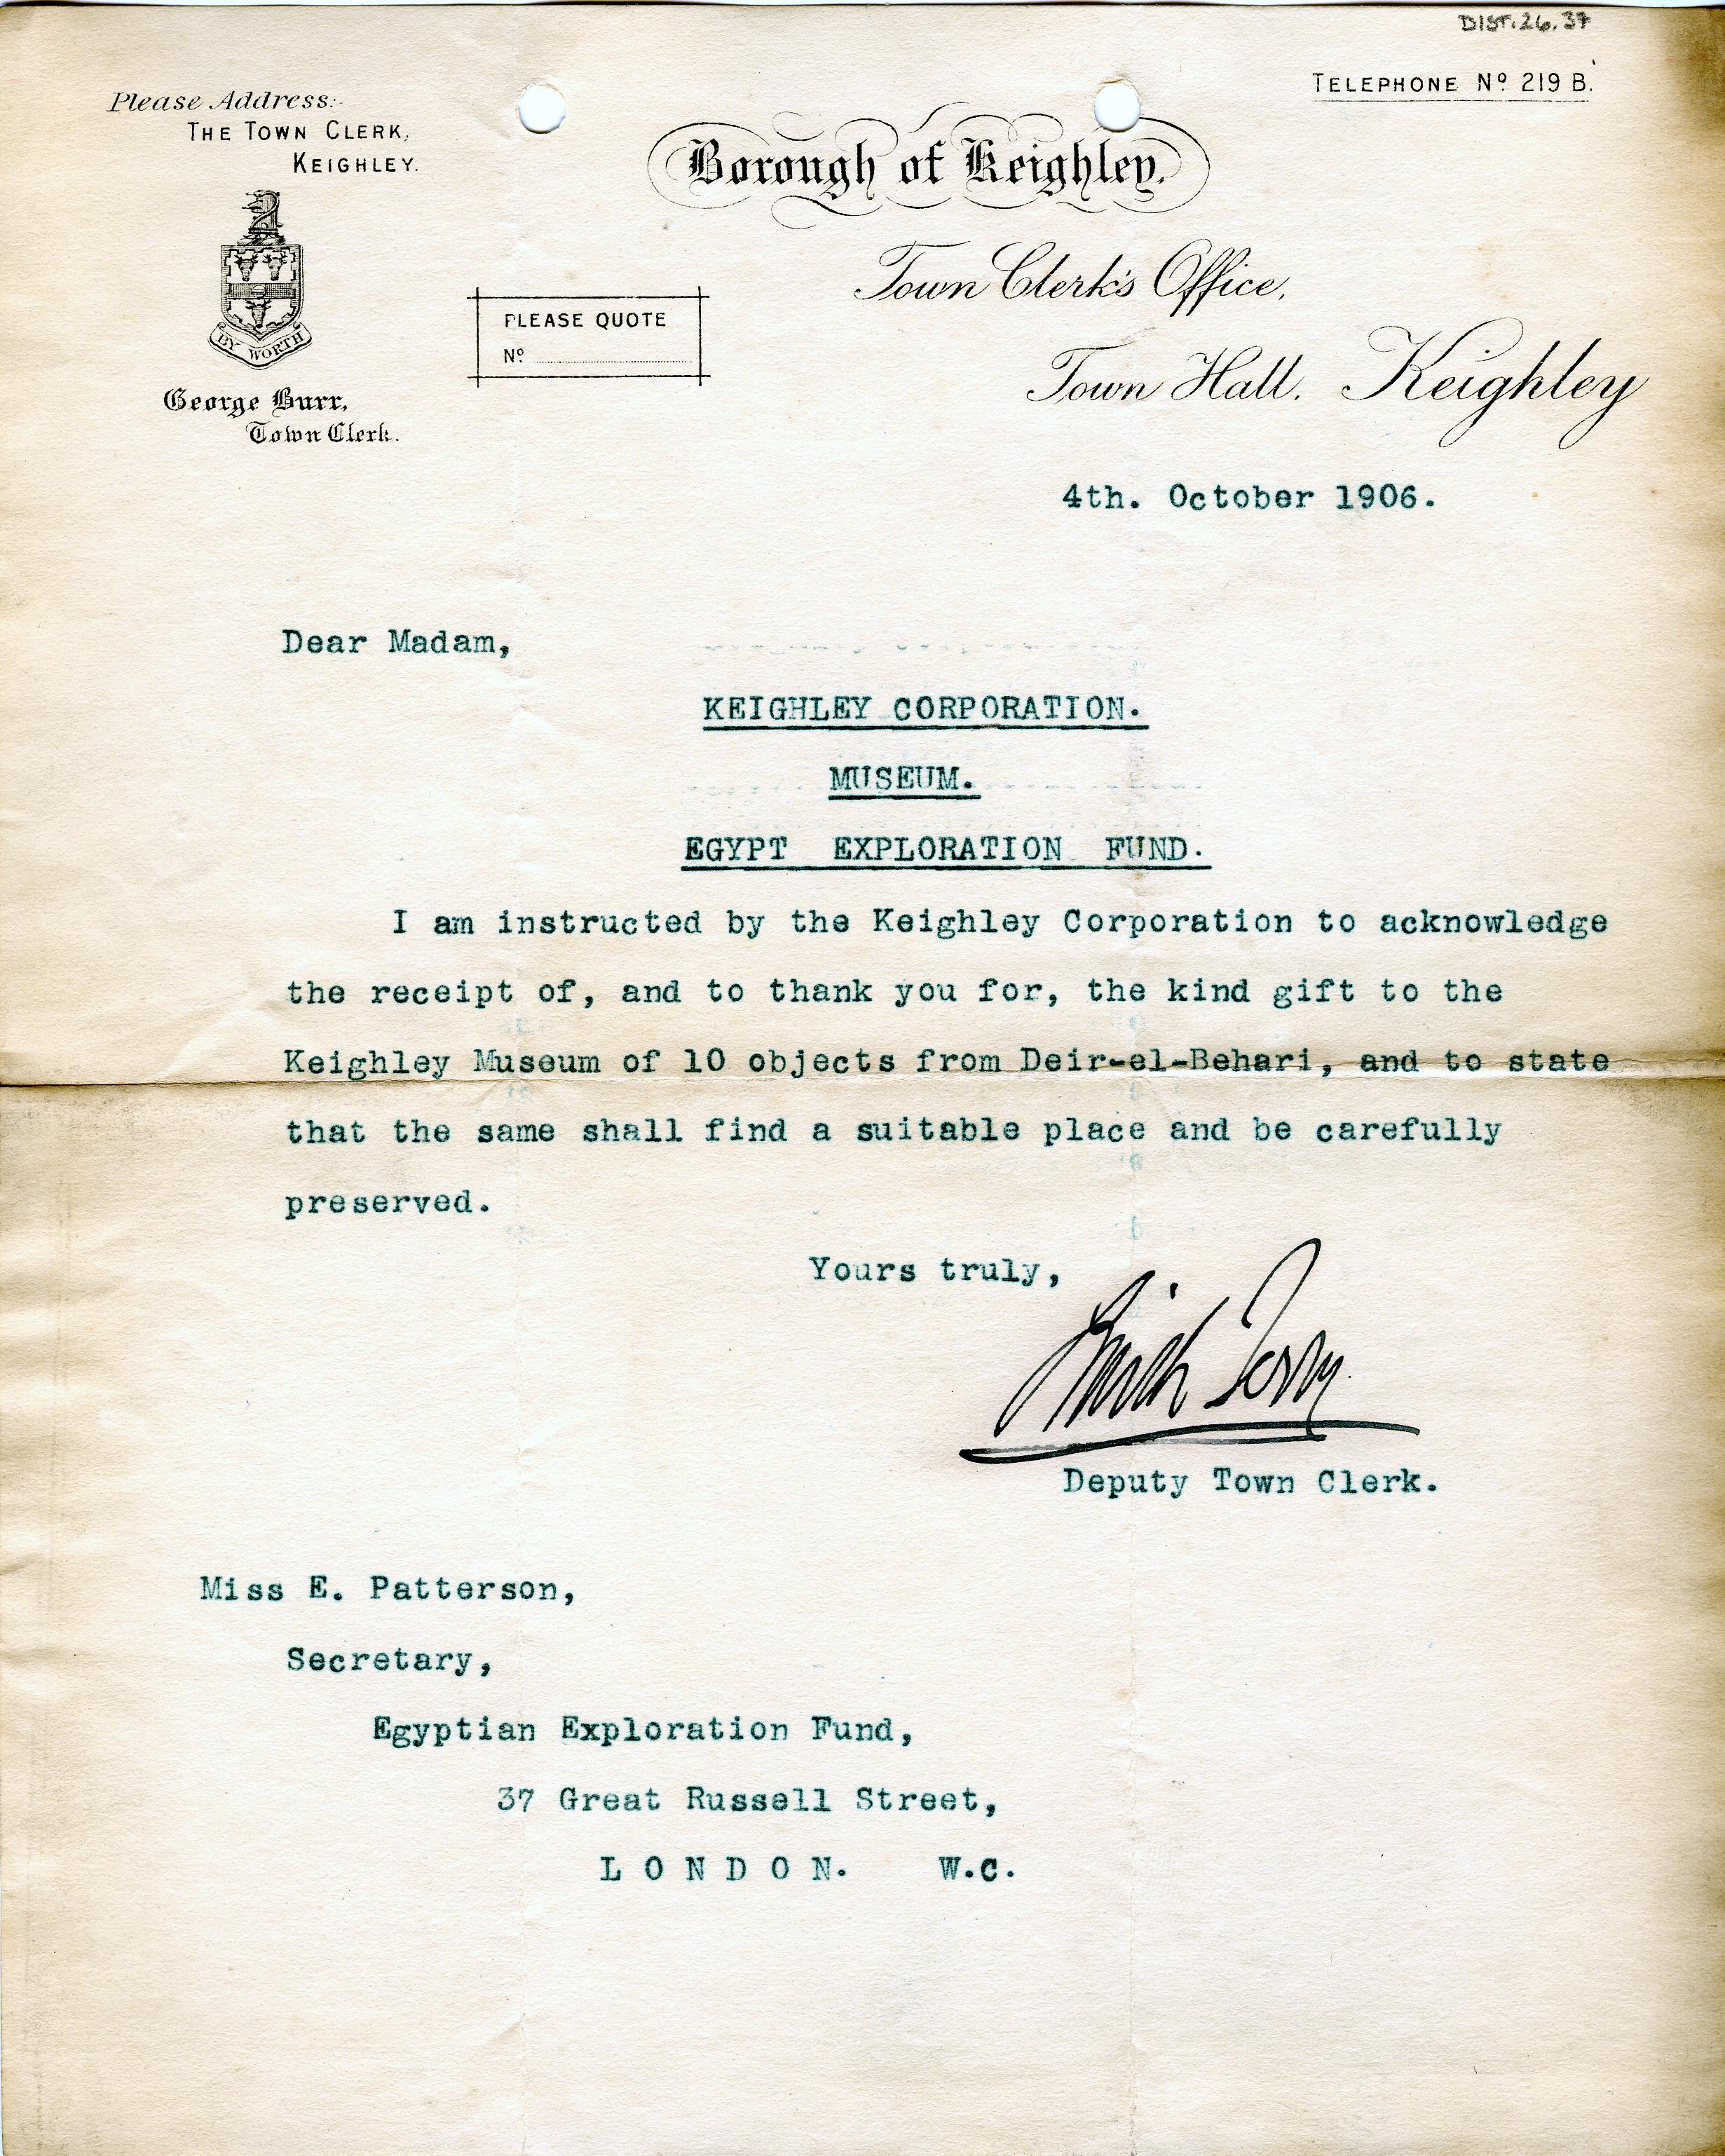 DIST.26.37
TELEPHONE Nº 219 B.
Please Address:-
THE TOWN CLERK,
KEIGHLEY.
Borough of Keighley.
Town Clerk's Office,
Town Hall. Keighley
BY WORTH
George Burr,
Town Clerk.
PLEASE QUOTE
Nº
4th. October 1906.
Dear Madam,
KEIGHLEY CORPORATION.
MUSEUM.
EGYPT EXPLORATION FUND.
I am instructed by the Keighley Corporation to acknowledge
the receipt of, and to thank you for, the kind gift to the
Keighley Museum of 10 objects from Deir-el-Behari, and to state
that the same shall find a suitable place and be carefully
preserved.
Yours truly,
Deputy Town Clerk.
Miss E. Patterson,
Secretary,
Egyptian Exploration Fund,
37 Great Russell Street,
L O N D O N. W.C.